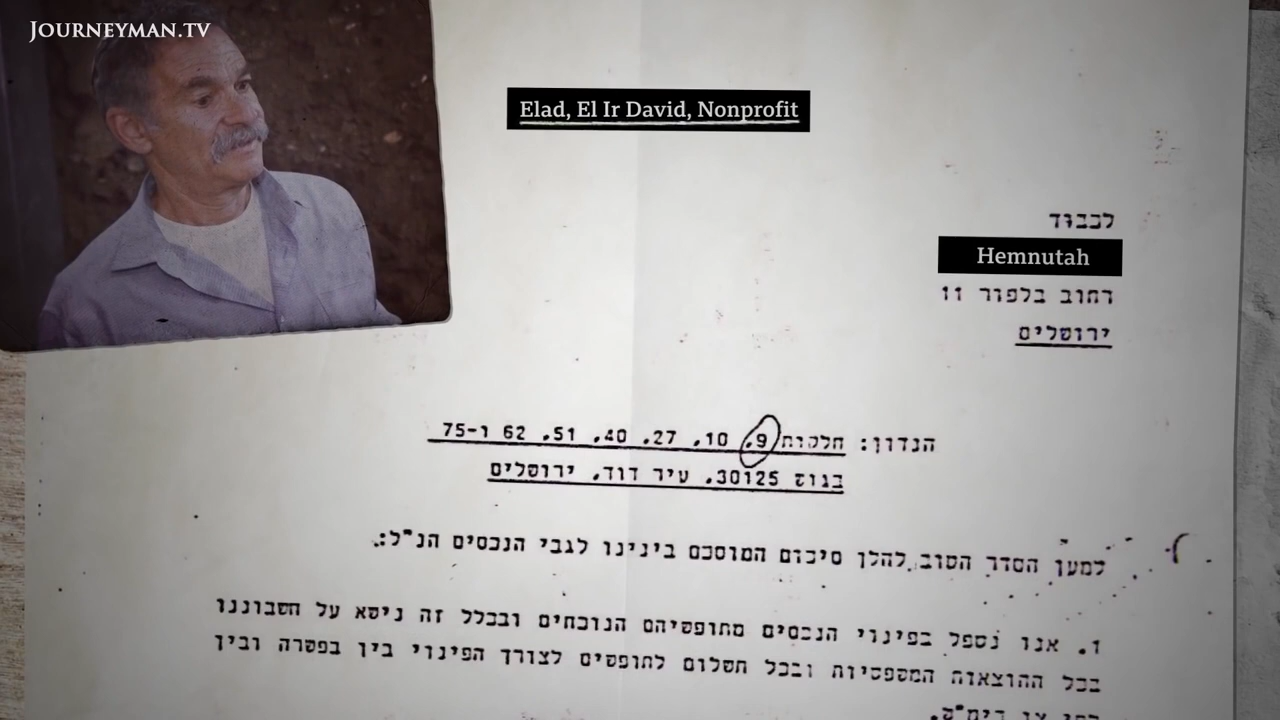 JOURNEYMAN.TV
Elad, El Ir David, Nonprofit
לכבוד
Hemnutah
רחוב בלפור 11
ירושלים
הנדון: חלקות 9, 10, 27, 40, 51, 62 ו-75
בגוש 30125, עיר דוד, ירושלים
למען הסדר הטוב להלן סיכום המוסכם בינינו לגבי הנכסים הנ"ל:
1. אנו נטפל בפינוי הנכסים מתופסיהם הנוכחים ובכלל זה נישא על חשבוננו
בכל ההוצאות המשפטיות ובכל תשלום לתופסים לצורך הפינוי בין בפשרה ובין